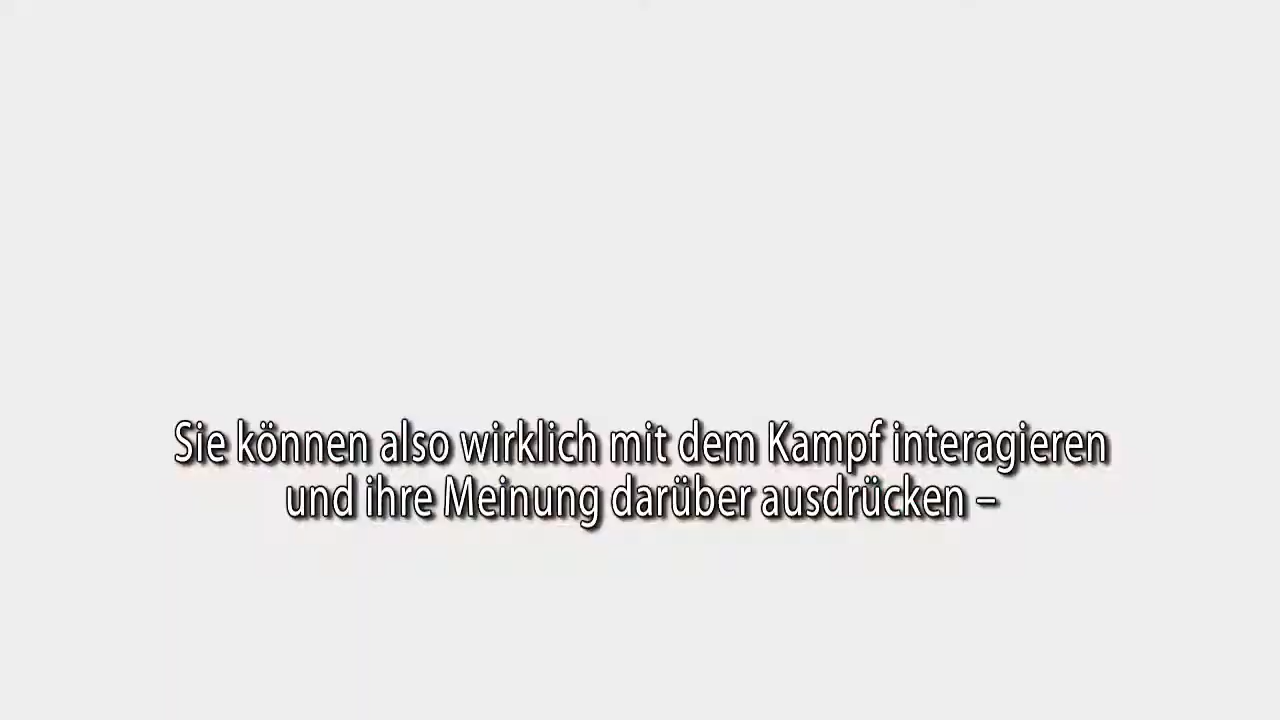 Sie können also wirklich mit dem Kampf interagieren
und ihre Meinung darüber ausdrücken –